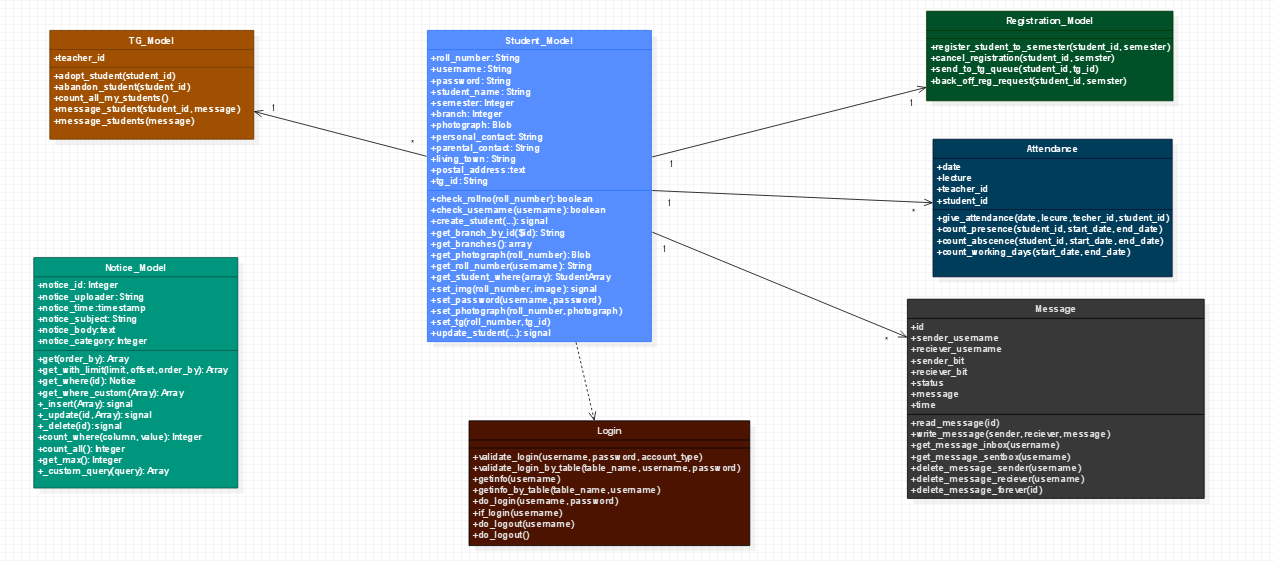 TG_Model
+teacher_id
+adopt_student(student_id)
+abandon_student(student_id)
+count_all_my_students()
+message_student(student_id, message)
+message_students(message)
1
*
Student_Model
+roll_number: String
+username: String
+password: String
+student_name: String
+semester: Integer
+branch: Integer
+photograph: Blob
+personal_contact: String
+parental_contact: String
+living_town: String
+postal_address :text
+tg_id: String
+check_rollno(roll_number): boolean
+check_username(username): boolean
+create_student(...): signal
+get_branch_by_id($id): String
+get_branches(): array
+get_photograph(roll_number): Blob
+get_roll_number(username): String
+get_student_where(array): StudentArray
+set_img(roll_number, image): signal
+set_password(username, password)
+set_photograph(roll_number, photograph)
+set_tg(roll_number, tg_id)
+update_student(...): signal
1
1
1
*
1
*
Registration_Model
+register_student_to_semester(student_id, semester)
+cancel_registration(student_id, semster)
+send_to_tg_queue(student_id, tg_id)
+back_off_reg_request(student_id, semster)
Attendance
+date
+lecture
+teacher_id
+student_id
+give_attendance(date, lecure, techer_id, student_id)
+count_presence(student_id, start_date, end_date)
+count_abscence(student_id, start_date, end_date)
+count_working_days(start_date, end_date)
Notice_Model
+notice_id: Integer
+notice_uploader: String
+notice_time :timestamp
+notice_subject: String
+notice_body:text
+notice_category: Integer
+get(order_by): Array
+get_with_limit(limit, offset, order_by): Array
+get_where(id): Notice
+get_where_custom(Array): Array
+_insert(Array): signal
+_update(id, Array): signal
+_delete(id): signal
+count_where(column, value): Integer
+count_all(): Integer
+get_max(): Integer
+_custom_query(query): Array
Message
+id
+sender_username
+reciever_username
+sender_bit
+reciever_bit
+status
+message
+time
+read_message(id)
+write_message(sender, reciever, message)
+get_message_inbox(username)
+get_message_sentbox(username)
+delete_message_sender(username)
+delete_message_reciever(username)
+delete_message_forever(id)
Login
+validate_login(username, password, account_type)
+validate_login_by_table(table_name, username, password)
+getinfo(username)
+getinfo_by_table(table_name, username)
+do_login(username, password)
+if_login(username)
+do_logout(username)
+do_logout()